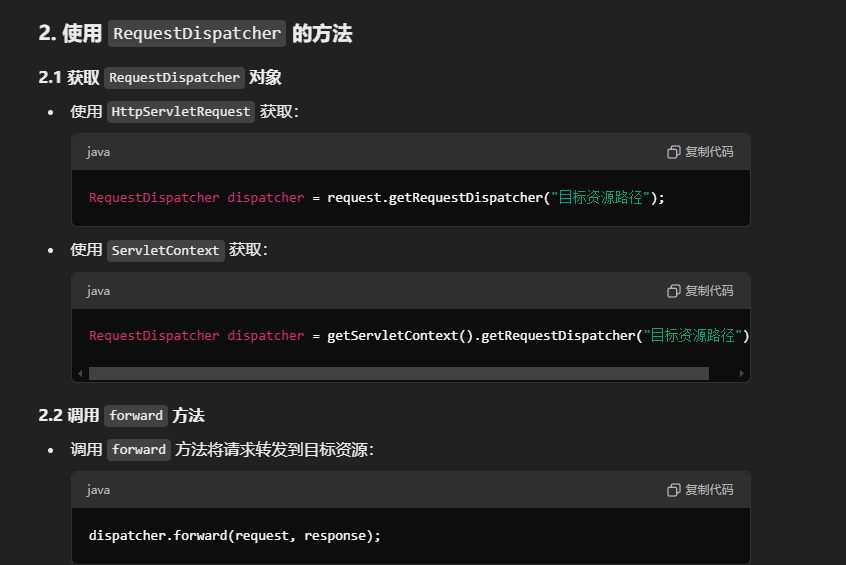 2. 使用 RequestDispatcher 的方法
2.1 获取 RequestDispatcher 对象
使用 HttpServletRequest 获取：
java
复制代码
RequestDispatcher dispatcher = request.getRequestDispatcher("目标资源路径");
使用 ServletContext 获取：
java
复制代码
RequestDispatcher dispatcher = getServletContext().getRequestDispatcher("目标资源路径")
2.2 调用 forward 方法
调用 forward 方法将请求转发到目标资源：
java
复制代码
dispatcher.forward(request, response);